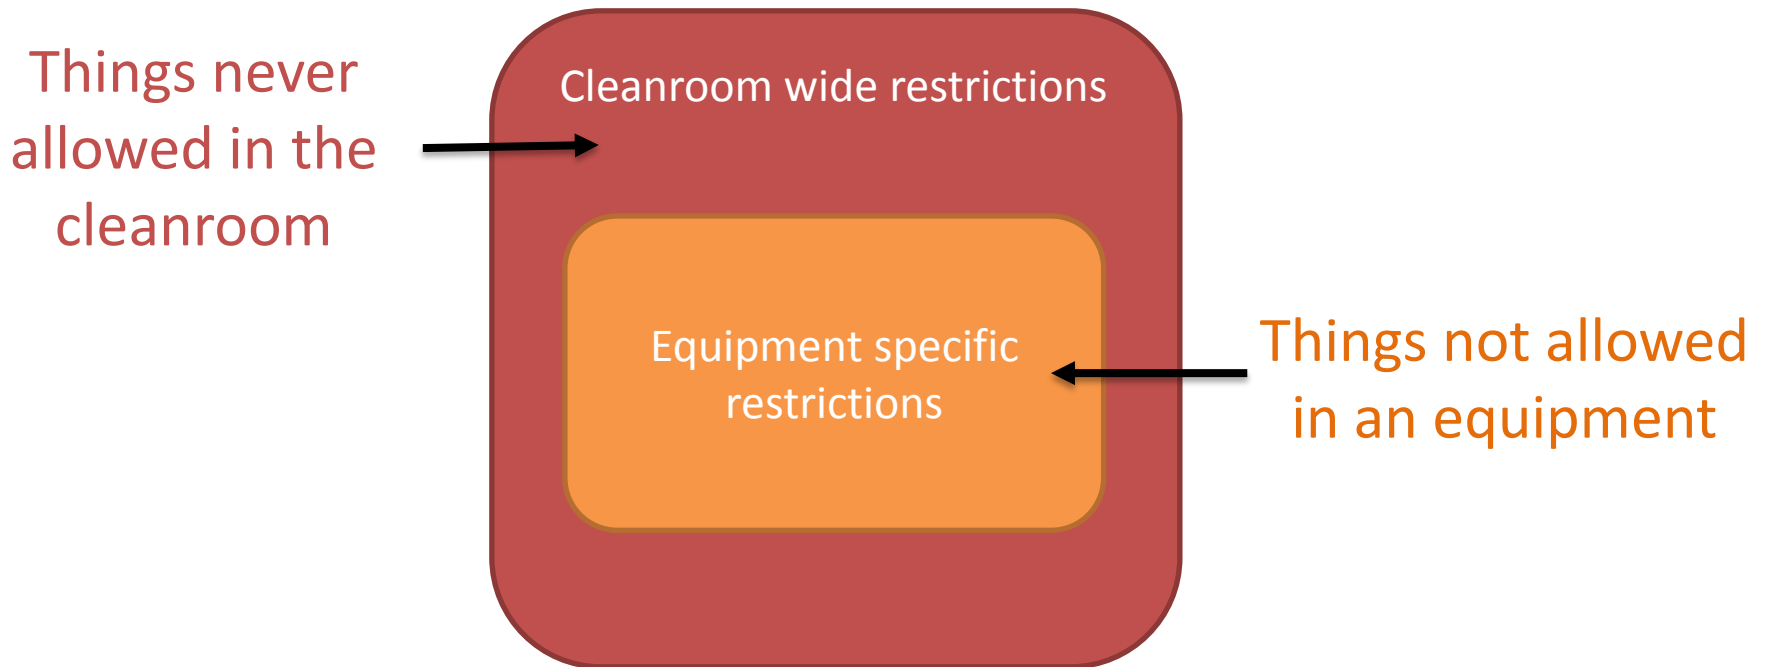 Things never
allowed in the
cleanroom
Cleanroom wide restrictions
Equipment specific
restrictions
Things not allowed
in an equipment